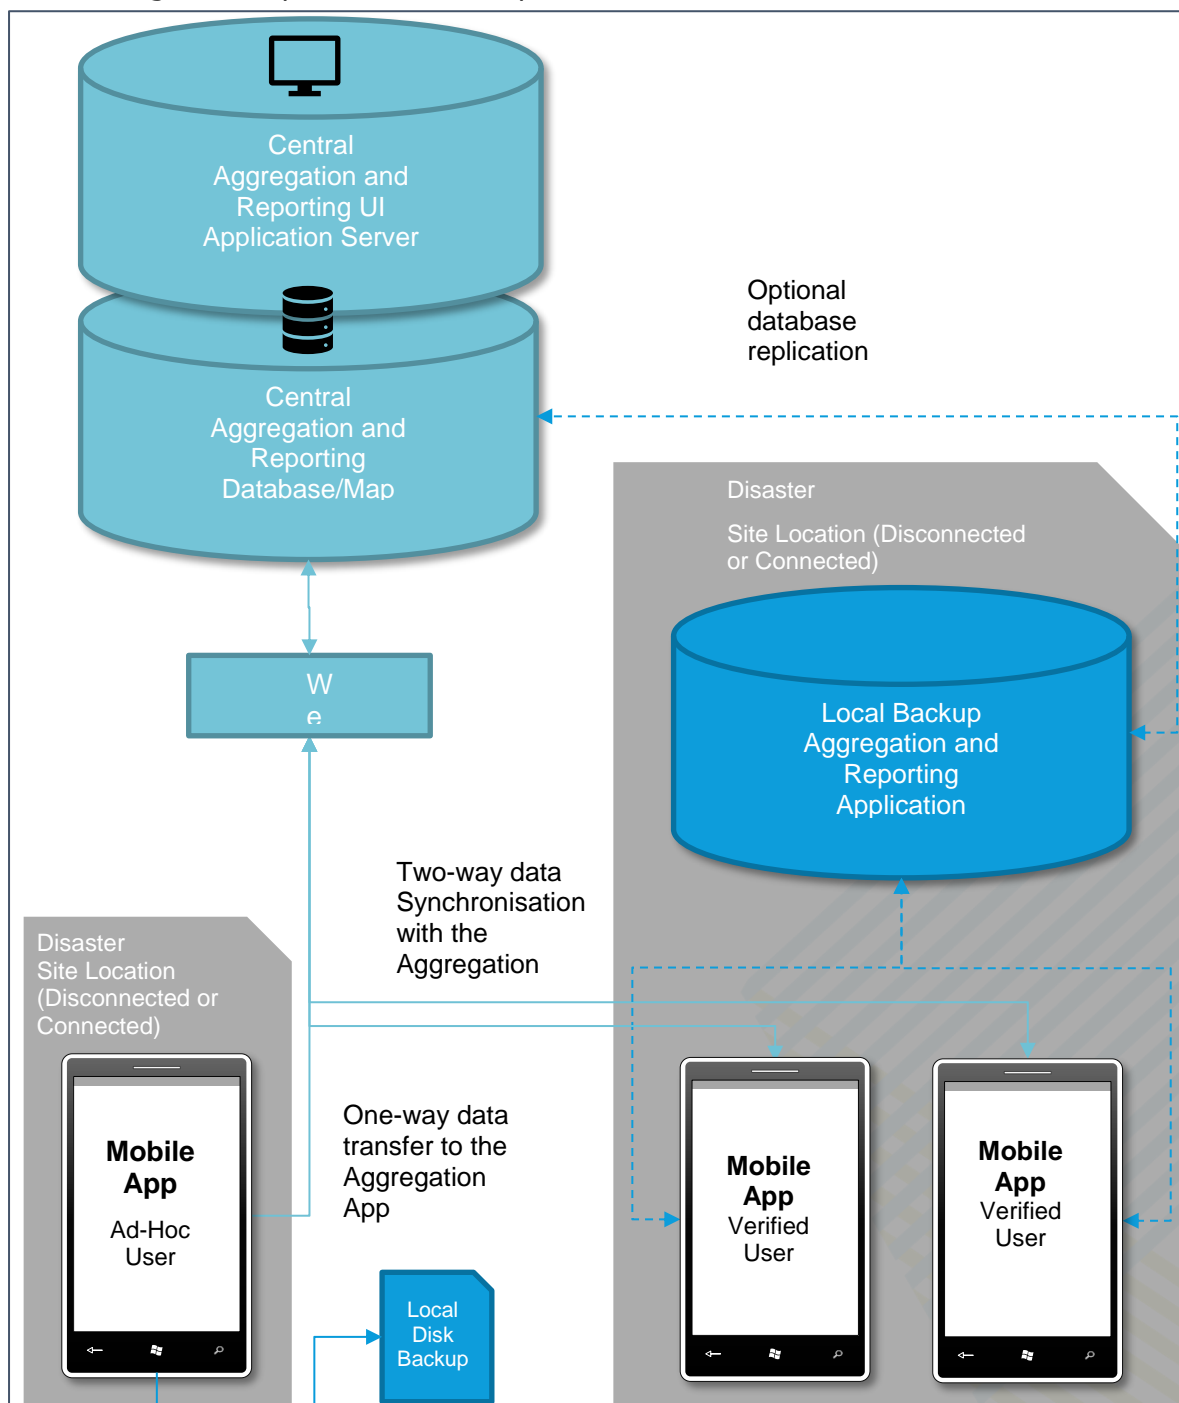 Central
Aggregation and
Reporting UI
Application Server
Optional
database
replication
Central
Aggregation and
Reporting
Database/Map
Disaster
Site Location (Disconnected
or Connected)
W
e
Local Backup
Aggregation and
Reporting
Application
Two-way data
Synchronisation
with the
Aggregation
Disaster
Site Location
(Disconnected or
Connected)
One-way data
transfer to the
Aggregation
App
Mobile
App
Ad-Hoc
User
Mobile
App
Verified
User
Mobile
App
Verified
User
Local
Disk
Backup